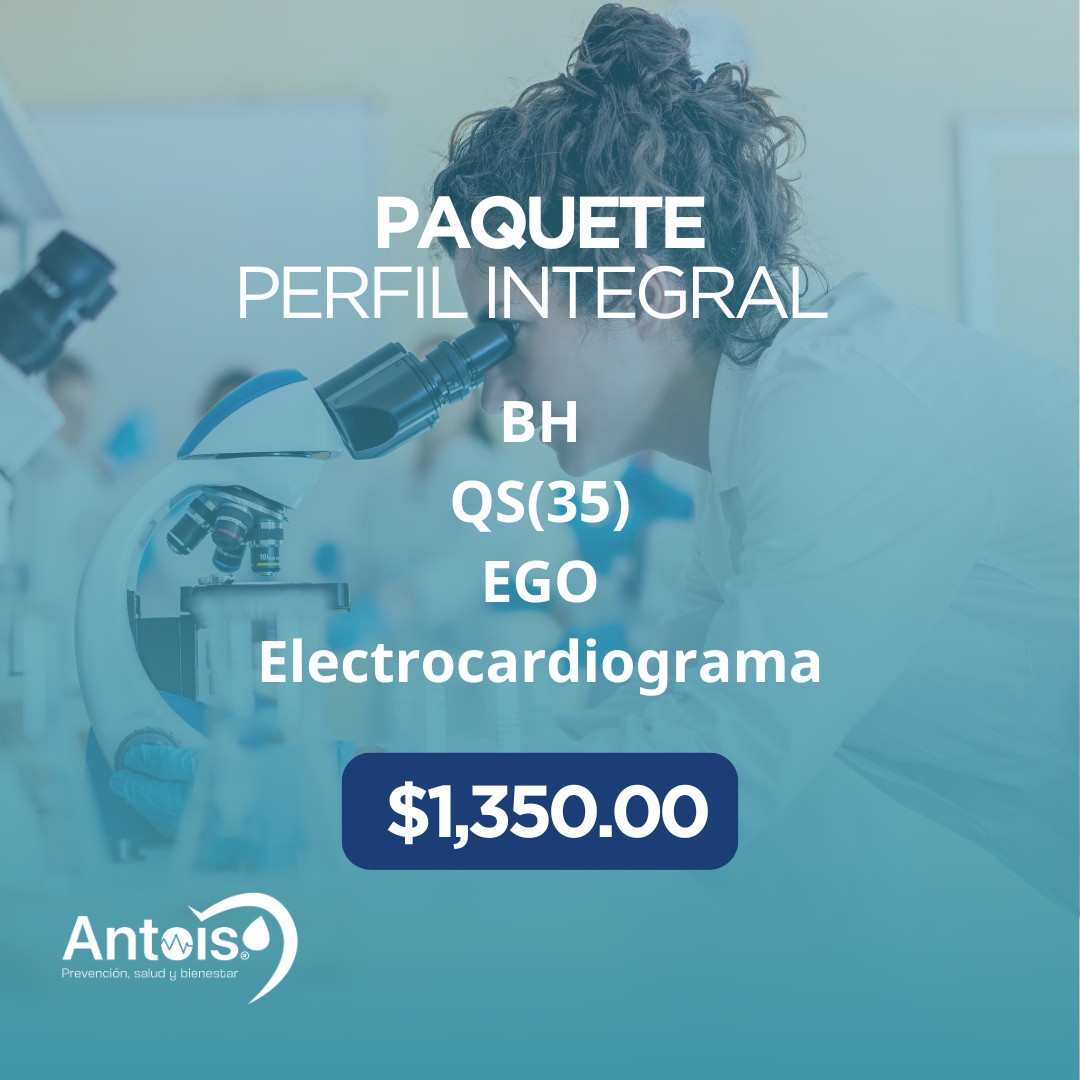 PAQUETE
PERFIL INTEGRAL
BH
QS(35)
EGO
Electrocardiograma
$1,350.00
Antois®
Prevención, salud y bienestar